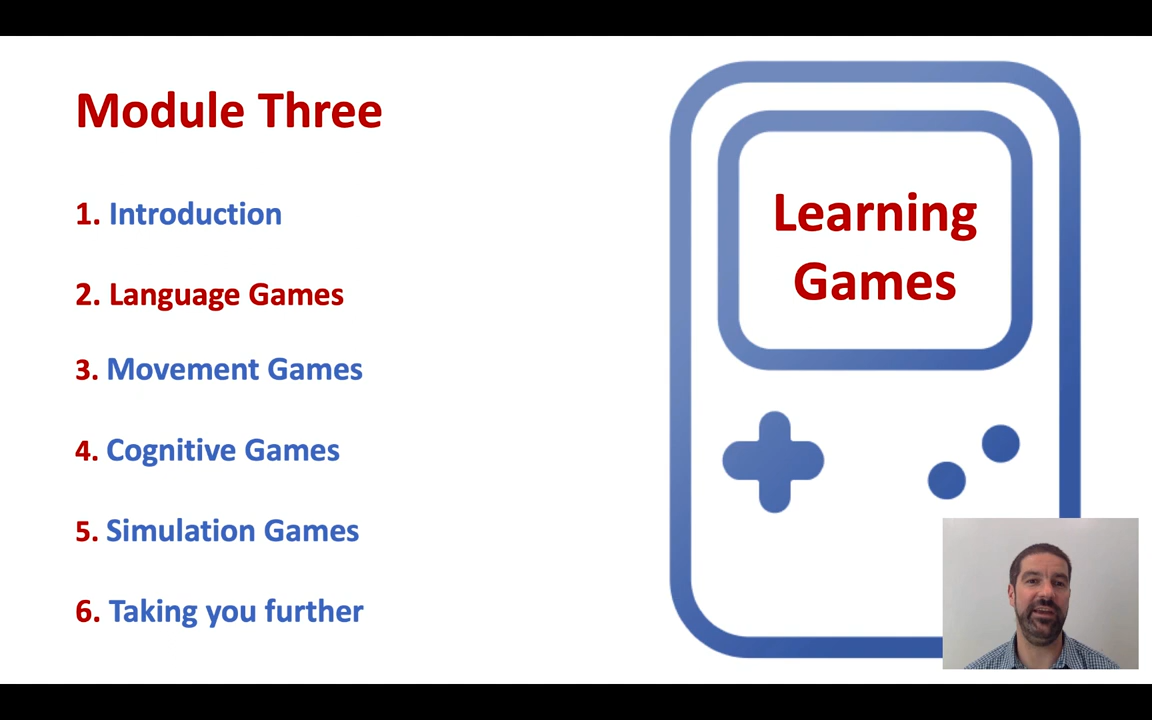 Module Three
1. Introduction
2. Language Games
3. Movement Games
4. Cognitive Games
5. Simulation Games
6. Taking you further
Learning
Games